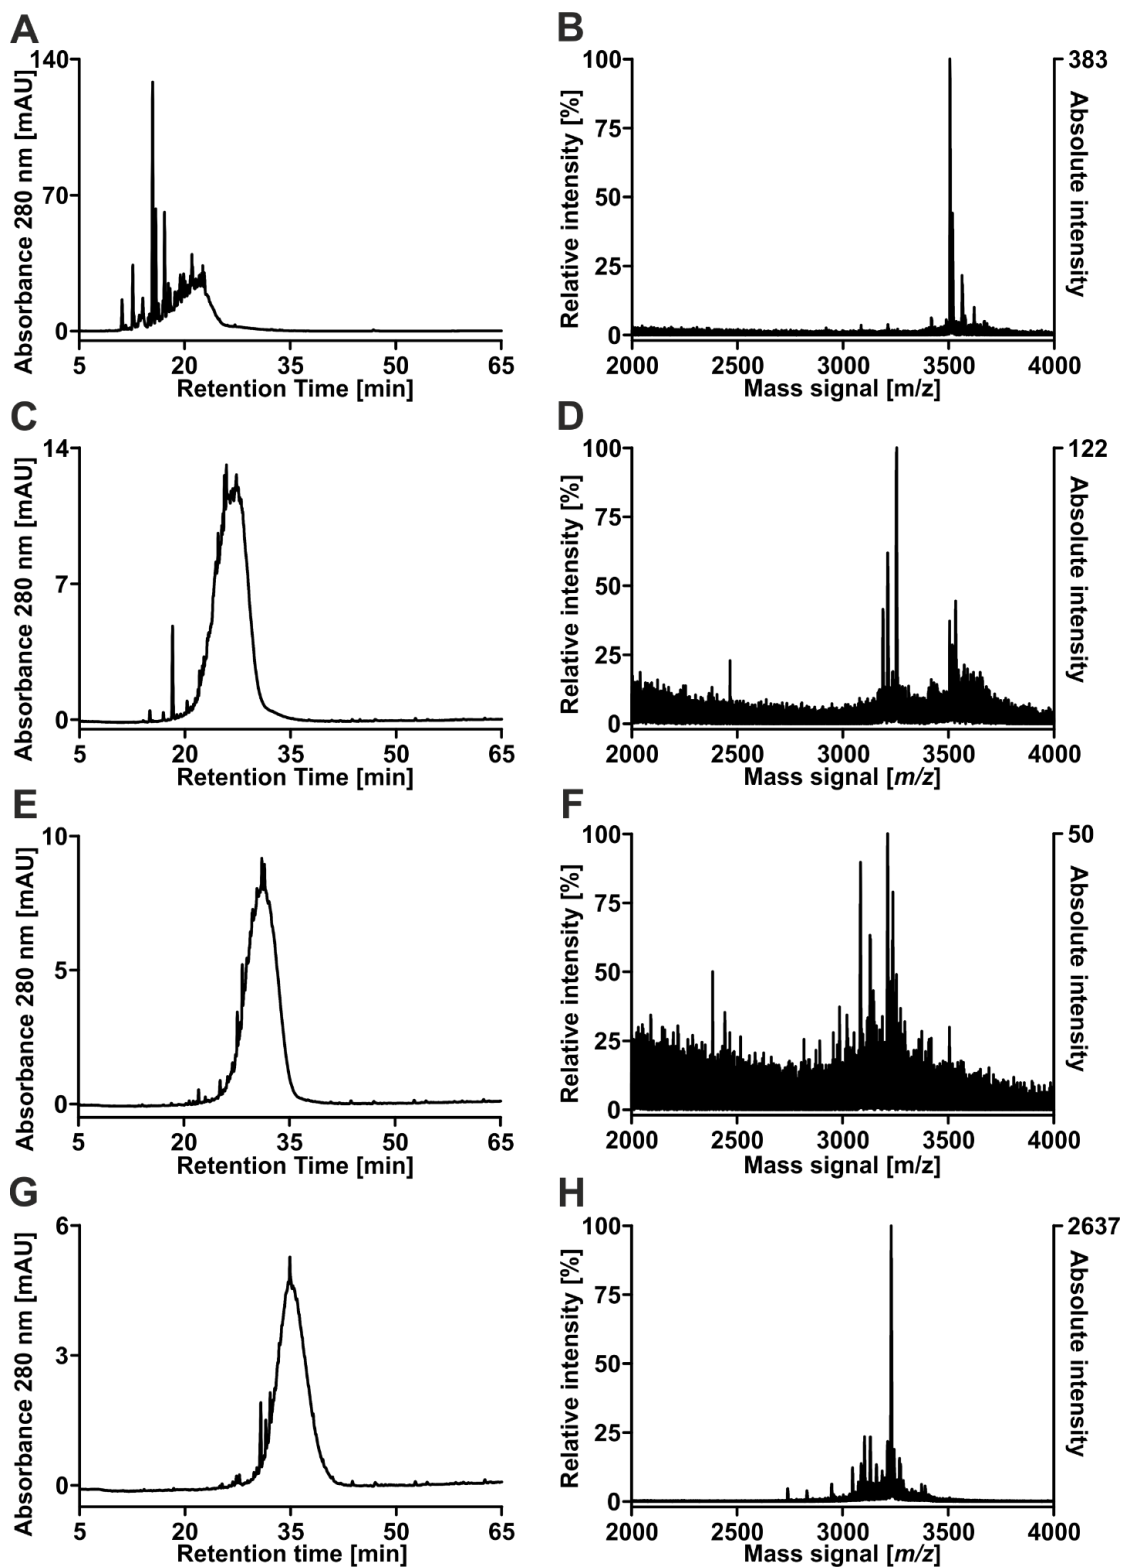 A
Absorbance 280 nm [mAU]
140
70
0
5 20 35 50 65
Retention Time [min]
B
Relative intensity [%]
100
75
50
25
0
2000 2500 3000 3500 4000
Mass signal [m/z]
383
Absolute intensity
C
Absorbance 280 nm [mAU]
14
7
0
5 20 35 50 65
Retention Time [min]
D
Relative intensity [%]
100
75
50
25
0
2000 2500 3000 3500 4000
Mass signal [m/z]
122
Absolute intensity
E
Absorbance 280 nm [mAU]
10
5
0
5 20 35 50 65
Retention Time [min]
F
Relative intensity [%]
100
75
50
25
0
2000 2500 3000 3500 4000
Mass signal [m/z]
50
Absolute intensity
G
Absorbance 280 nm [mAU]
6
3
0
5 20 35 50 65
Retention time [min]
H
Relative intensity [%]
100
75
50
25
0
2000 2500 3000 3500 4000
Mass signal [m/z]
2637
Absolute intensity